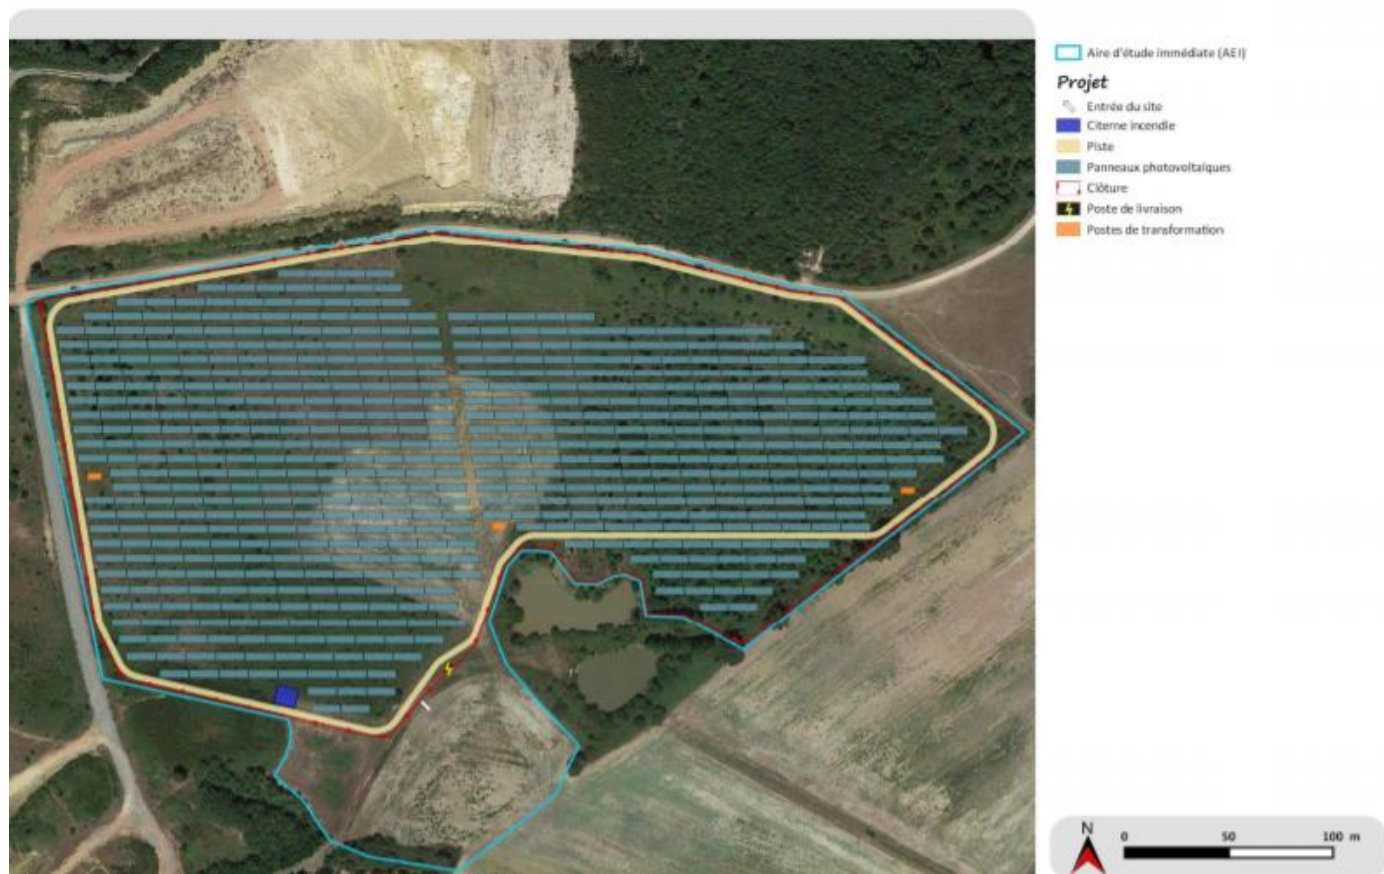 Aire d'étude immédiate (AEI)
Projet
Entrée du site
Citerne incendie
Piste
Panneaux photovoltaïques
Clôture
Poste de livraison
Postes de transformation
N
0 50 100 m